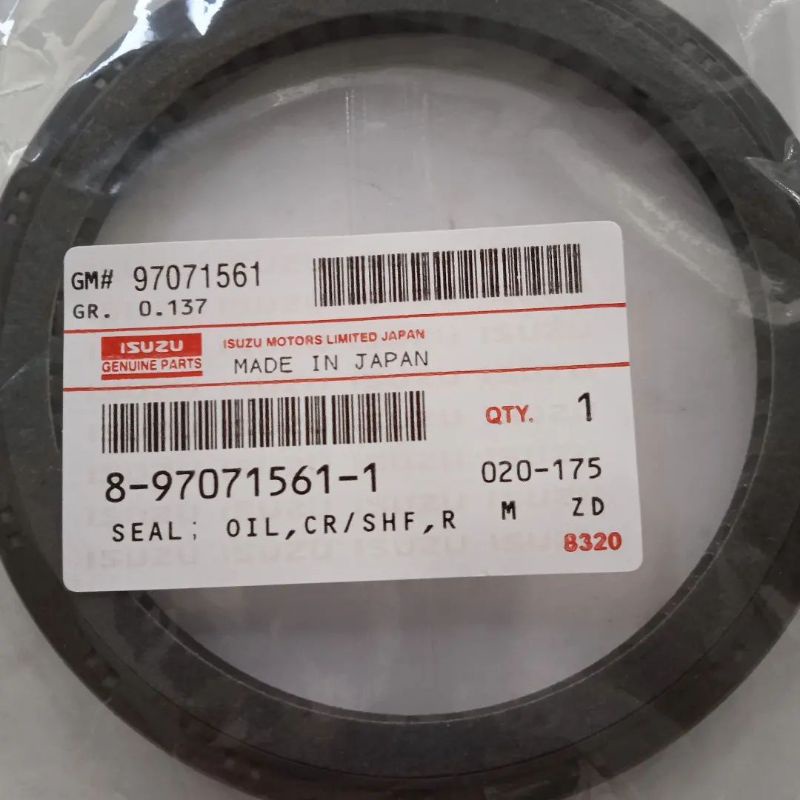 GM# 97071561
GR. 0.137
ISUZU
GENUINE PARTS
ISUZU MOTORS LIMITED JAPAN
MADE IN JAPAN
QTY. 1
8-97071561-1
020-175
SEAL; OIL,CR/SHF,R
M ZD
8320